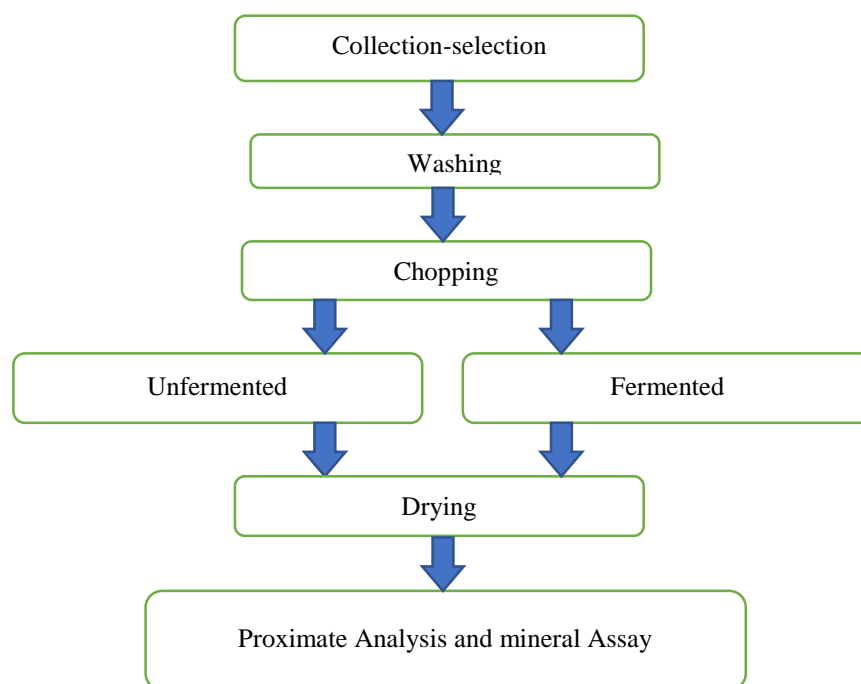 Collection-selection
Washing
Chopping
Unfermented
Fermented
Drying
Proximate Analysis and mineral Assay